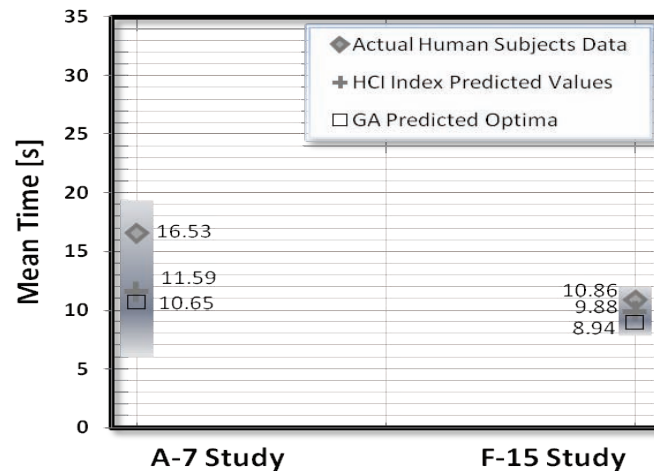 35
30
25
20
15
10
5
0
Mean Time [s]
Actual Human Subjects Data
HCI Index Predicted Values
GA Predicted Optima
16.53
11.59
10.65
10.86
9.88
8.94
A-7 Study
F-15 Study